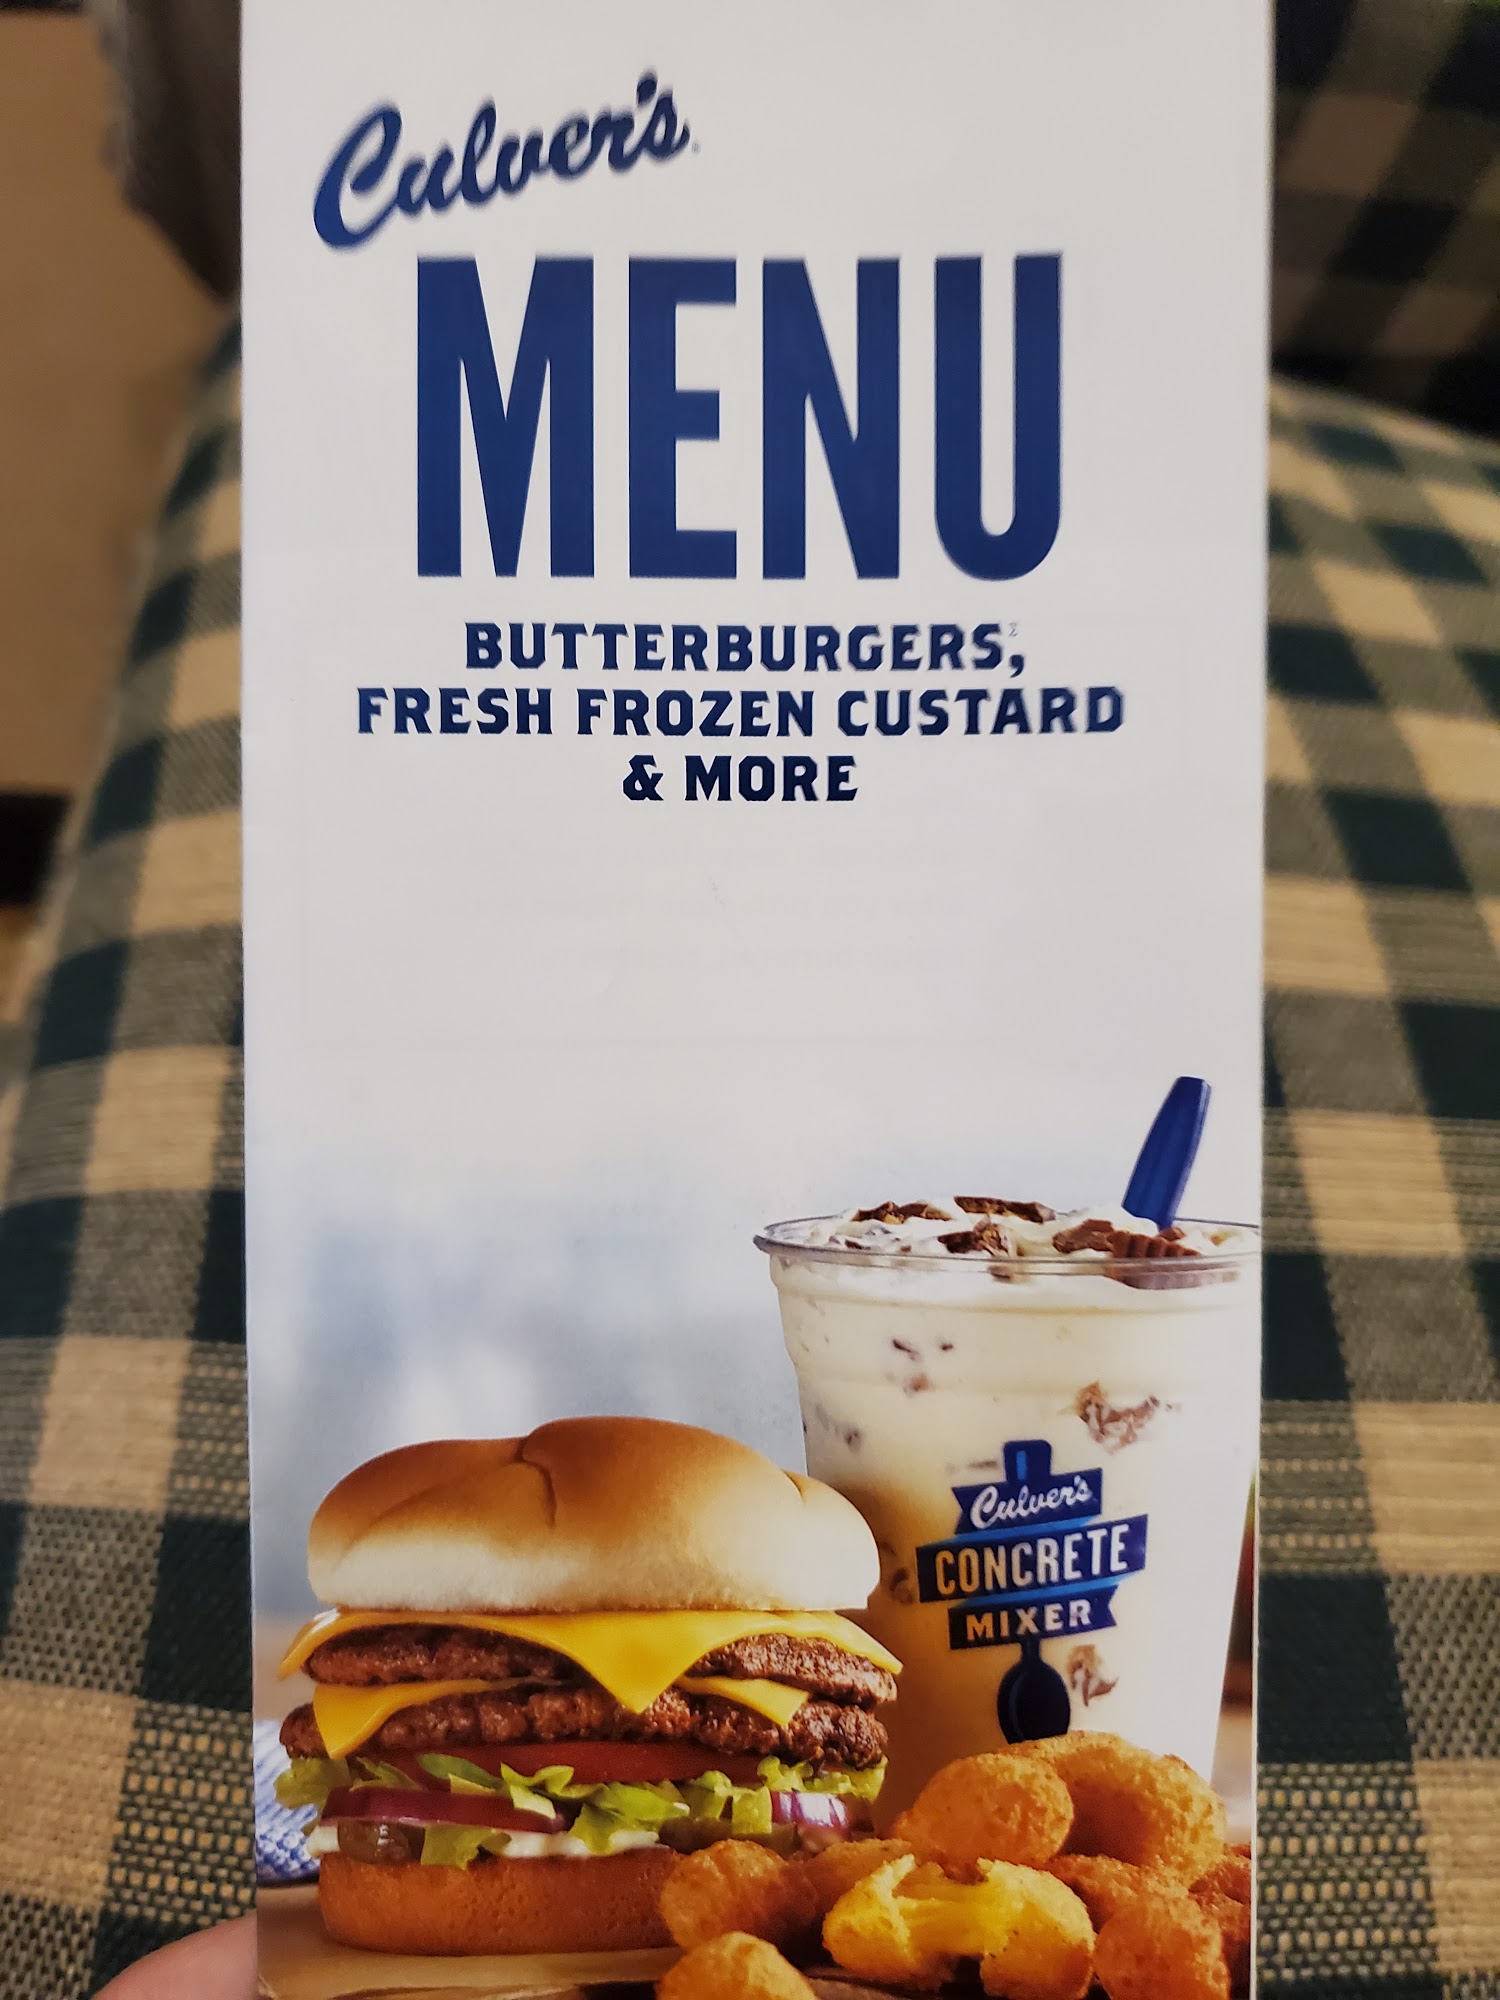 Culver's
MENU
BUTTERBURGERS,
FRESH FROZEN CUSTARD
& MORE
Culver's
CONCRETE
MIXER